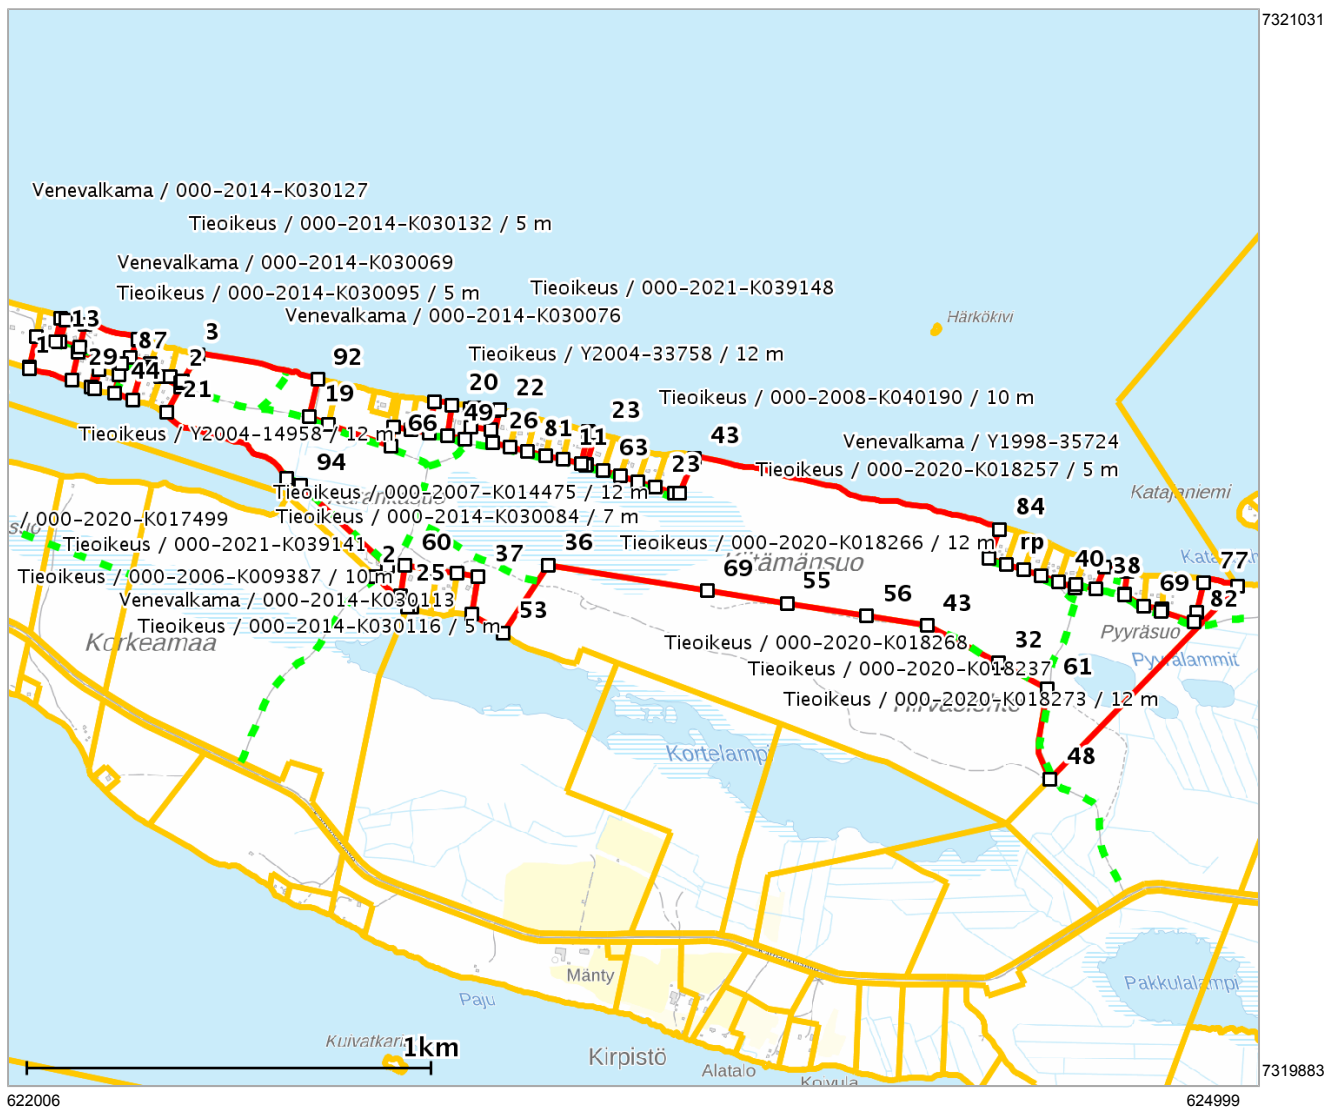 7321031
Venevalkama / 000-2014-K030127
Tieoikeus / 000-2014-K030132 / 5 m
Venevalkama / 000-2014-K030069
Tieoikeus / 000-2014-K030095 / 5 m
Tieoikeus / 000-2021-K039148
Venevalkama / 000-2014-K030076
Härkökivi
13
3
1
87
Tieoikeus / Y2004-33758 / 12 m
29
2
92
44
21
20
22
Tieoikeus / 000-2008-K040190 / 10 m
19
49
23
66
26
81
11
43
Tieoikeus / Y2004-14958 / 12 m
Venevalkama / Y1998-35724
63
94
23
Tieoikeus / 000-2020-K018257 / 5 m
Tieoikeus / 000-2007-K014475 / 12 m
Katajaniemi
84
Tieoikeus / 000-2014-K030084 / 7 m
/ 000-2020-K017499
suo
Tieoikeus / 000-2021-K039141
2
60
37
36
Tieoikeus / 000-2020-K018266 / 12 m
rp
Kätämänsuo
40
38
77
Tieoikeus / 000-2006-K009387 / 10 m
25
69
55
56
43
69
82
Venevalkama / 000-2014-K030113
53
Tieoikeus / 000-2014-K030116 / 5 m
Korkeamaa
Tieoikeus / 000-2020-K018268
32
Pyyräsuo
Tieoikeus / 000-2020-K018237
61
Pyyrälammit
Tieoikeus / 000-2020-K018273 / 12 m
Kortelampi
48
Mänty
Pakkulalampi
Paju
Kuivatkari
1km
Kirpistö
Alatalo
Koivula
7319883
622006
624999